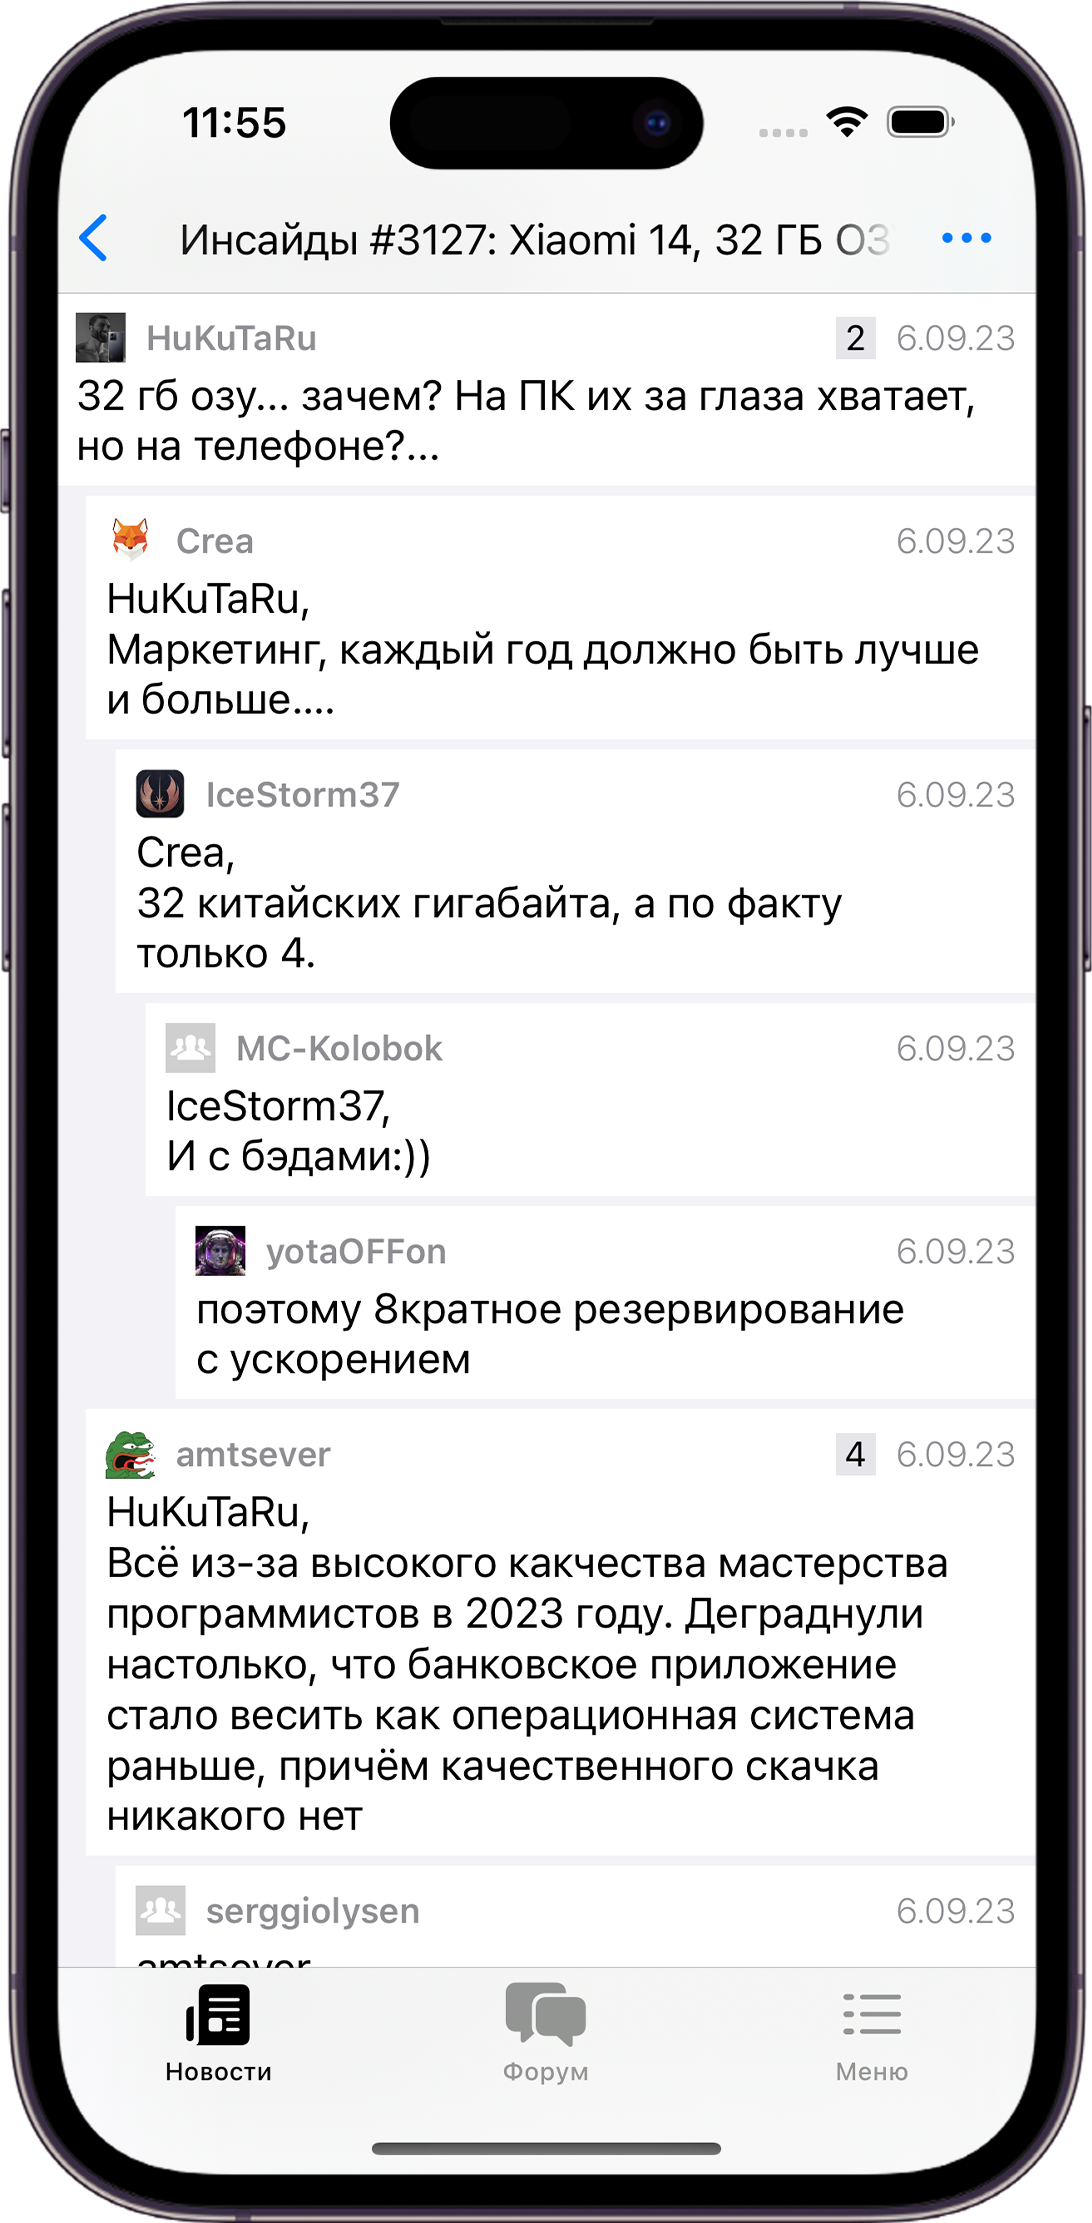 11:55
Инсайды #3127: Xiaomi 14, 32 ГБ ОЗ
HuKuTaRu 2 6.09.23
32 гб озу... зачем? На ПК их за глаза хватает,
но на телефоне?...
Crea 6.09.23
HuKuTaRu,
Маркетинг, каждый год должно быть лучше
и больше....
IceStorm37 6.09.23
Crea,
32 китайских гигабайта, а по факту
только 4.
MC-Kolobok 6.09.23
IceStorm37,
И с бэдами:))
yotaOFFon 6.09.23
поэтому 8кратное резервирование
с ускорением
amtsever 4 6.09.23
HuKuTaRu,
Всё из-за высокого какчества мастерства
программистов в 2023 году. Деграднули
настолько, что банковское приложение
стало весить как операционная система
раньше, причём качественного скачка
никакого нет
serggiolysen 6.09.23
amtsever
Новости Форум Меню